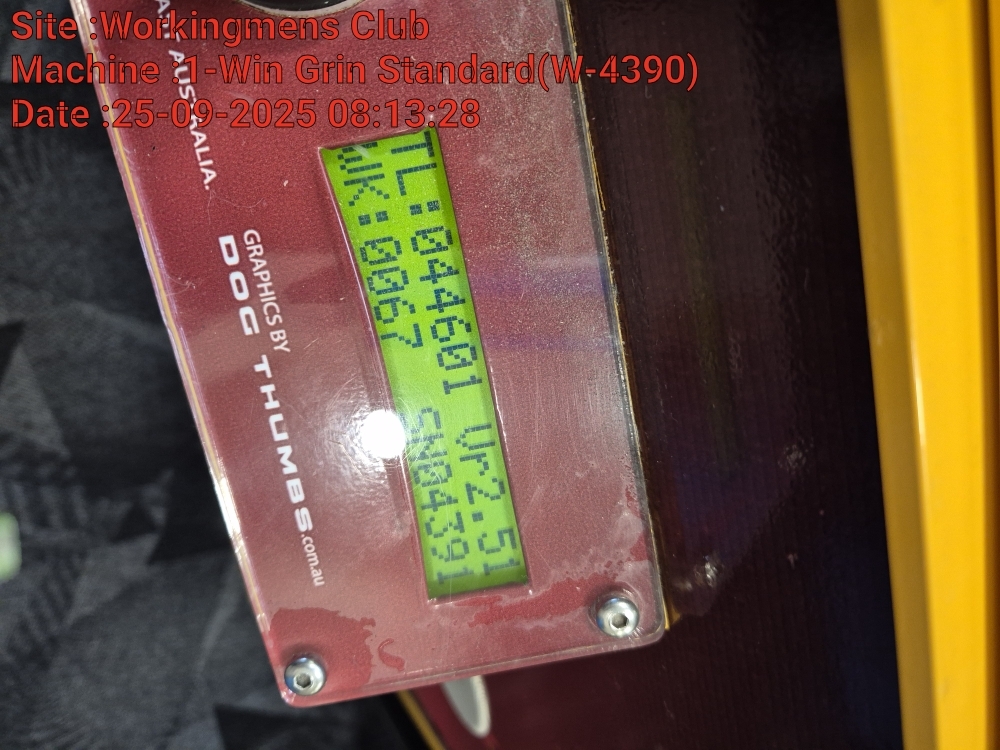 Site :Workingmens Club
Machine :1-Win Grin Standard(W-4390)
Date :25-09-2025 08:13:28
AUSTRALIA.
TL:044601 Vr2.51
WK:0067 SN04391
GRAPHICS BY
DOG THUMBS.com.au